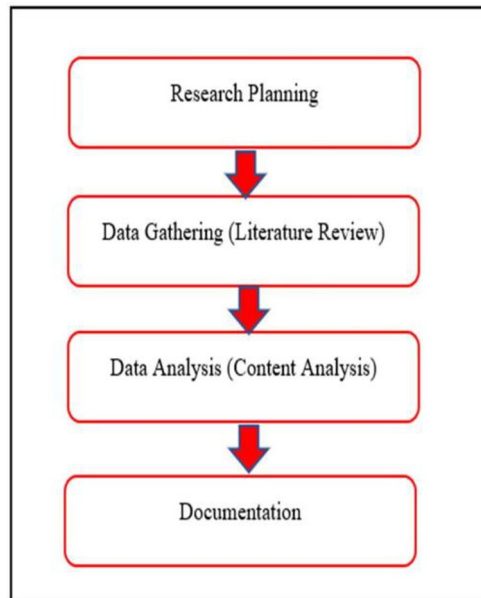 Research Planning
Data Gathering (Literature Review)
Data Analysis (Content Analysis)
Documentation